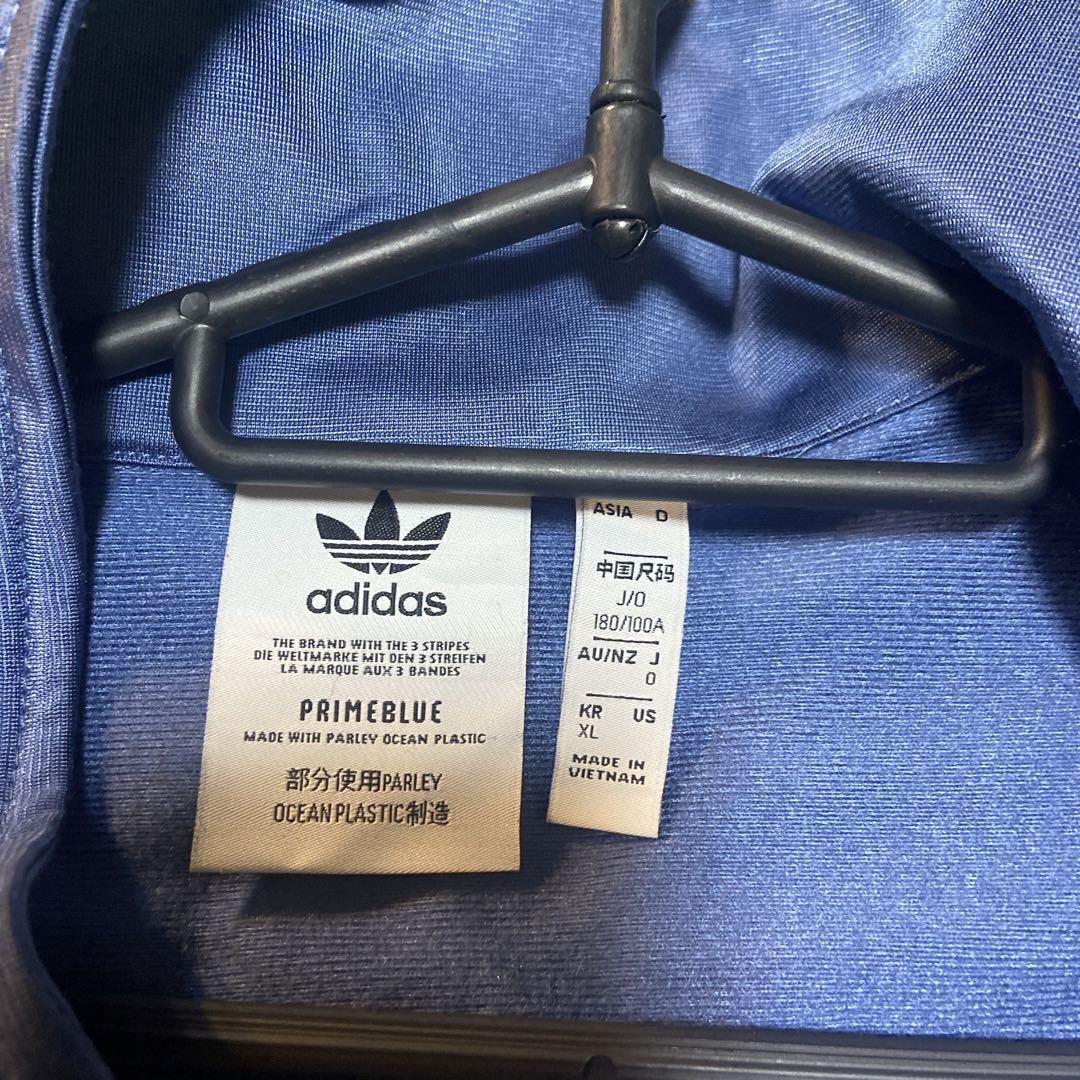 adidas
THE BRAND WITH THE 3 STRIPES
DIE WELTMARKE MIT DEN 3 STREIFEN
LA MARQUE AUX 3 BANDES
PRIMEBLUE
MADE WITH PARLEY OCEAN PLASTIC
部分使用PARLEY
OCEAN PLASTIC制造
ASIA O
中国尺码
J/O
180/100A
AU/NZ J
O
KR US
XL
MADE IN
VIETNAM